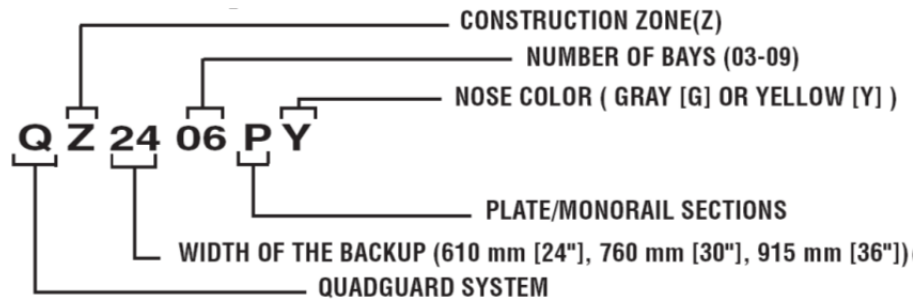 CONSTRUCTION ZONE(Z)
NUMBER OF BAYS (03-09)
NOSE COLOR ( GRAY [G] OR YELLOW [Y] )
Q Z 24 06 P Y
PLATE/MONORAIL SECTIONS
WIDTH OF THE BACKUP (610 mm [24"], 760 mm [30"], 915 mm [36"])
QUADGUARD SYSTEM